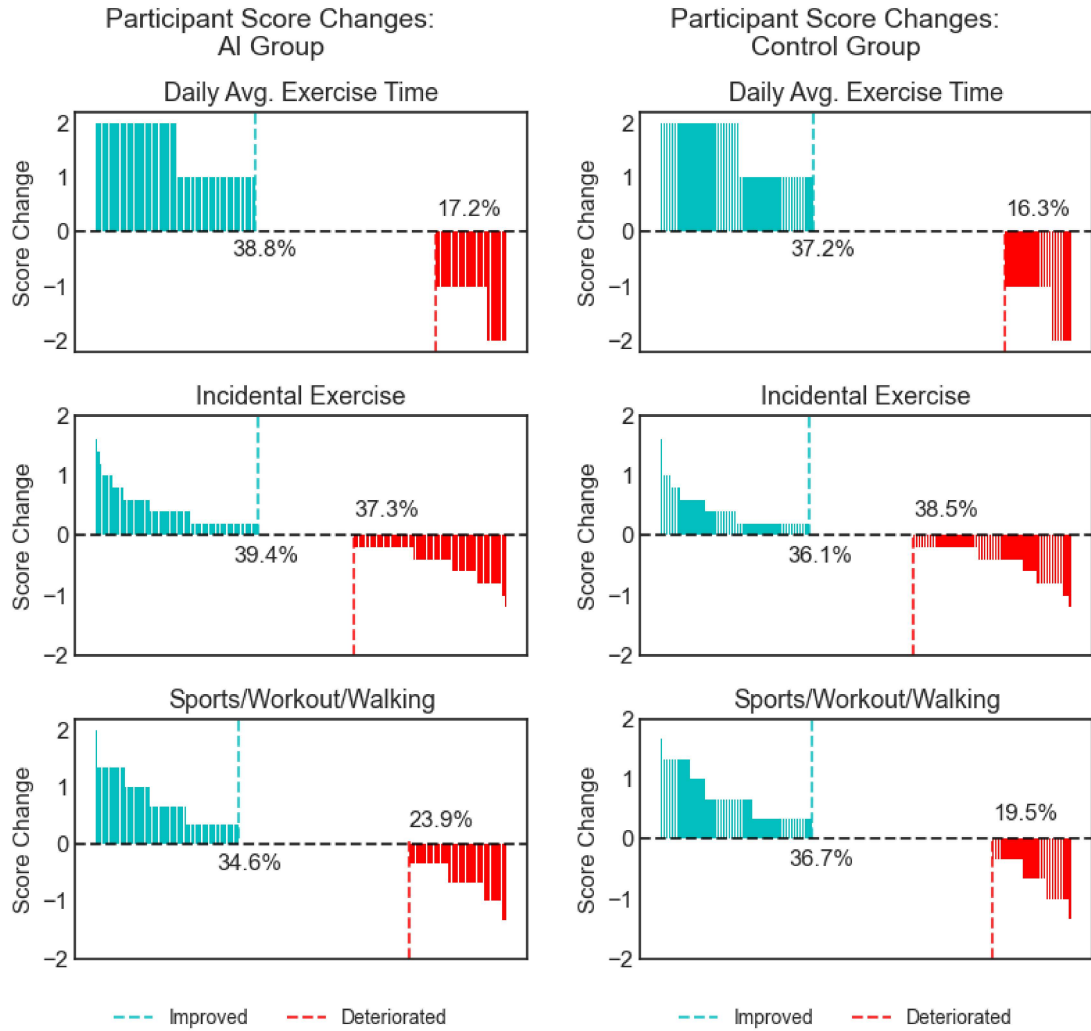 Participant Score Changes:
AI Group
Participant Score Changes:
Control Group
Daily Avg. Exercise Time
2
1
0
−1
−2
Score Change
38.8%
17.2%
Daily Avg. Exercise Time
2
1
0
−1
−2
Score Change
37.2%
16.3%
Incidental Exercise
2
1
0
−1
−2
Score Change
39.4%
37.3%
Incidental Exercise
2
1
0
−1
−2
Score Change
36.1%
38.5%
Sports/Workout/Walking
2
1
0
−1
−2
Score Change
34.6%
23.9%
Sports/Workout/Walking
2
1
0
−1
−2
Score Change
36.7%
19.5%
Improved
Deteriorated
Improved
Deteriorated